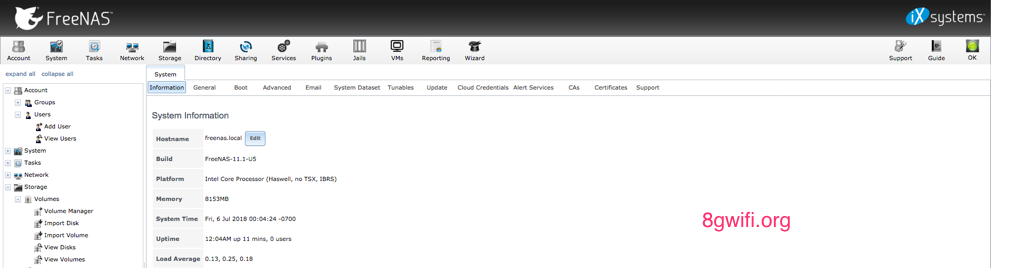 FreeNAS™
iXsystems™
Account System Tasks Network Storage Directory Sharing Services Plugins Jails VMs Reporting Wizard Support Guide OK
expand all collapse all
System
Account
Groups
Users
Add User
View Users
System
Tasks
Network
Storage
Volumes
Volume Manager
Import Disk
Import Volume
View Disks
View Volumes
Information General Boot Advanced Email System Dataset Tunables Update Cloud Credentials Alert Services CAs Certificates Support
System Information
Hostname freenas.local Edit
Build FreeNAS-11.1-U5
Platform Intel Core Processor (Haswell, no TSX, IBRS)
Memory 8153MB
System Time Fri, 6 Jul 2018 00:04:24 -0700
Uptime 12:04AM up 11 mins, 0 users
Load Average 0.13, 0.25, 0.18
8gwifi.org